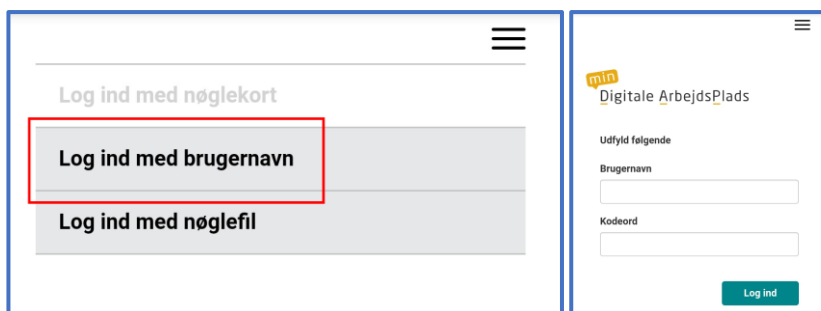 Log ind med nøglekort
Log ind med brugernavn
Log ind med nøglefil
min
Digitale ArbejdsPlads
Udfyld følgende
Brugernavn
Kodeord
Log ind